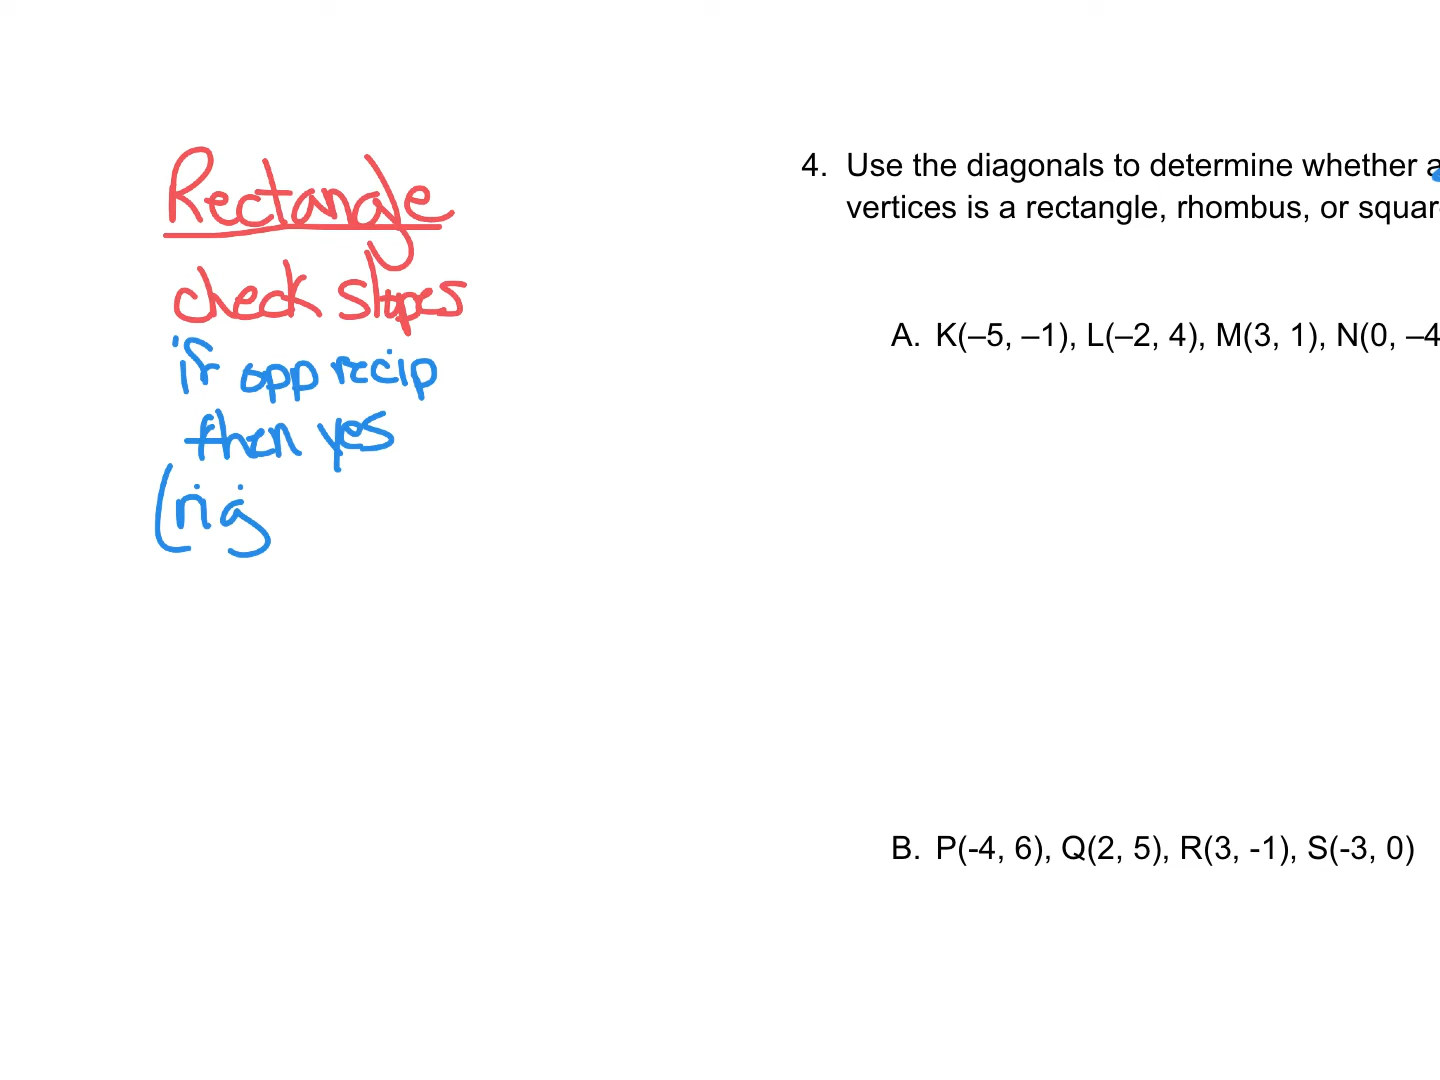 Rectangle
check slopes
if opp recip
then yes
(rig
4. Use the diagonals to determine whether a
vertices is a rectangle, rhombus, or squar
A. K(–5, –1), L(–2, 4), M(3, 1), N(0, –4
B. P(-4, 6), Q(2, 5), R(3, -1), S(-3, 0)